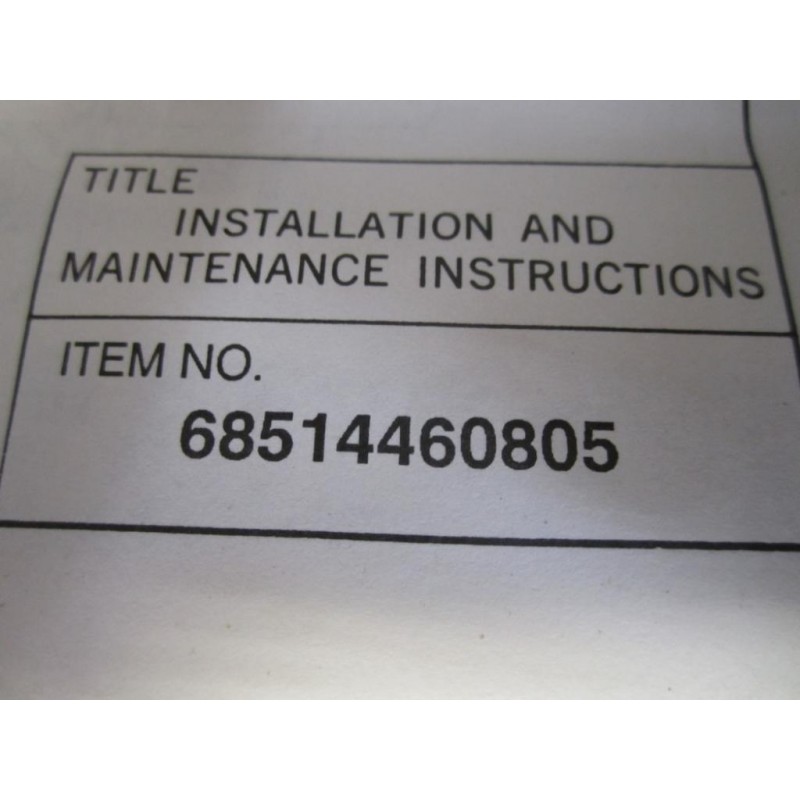 TITLE
INSTALLATION AND
MAINTENANCE INSTRUCTIONS
ITEM NO.
68514460805